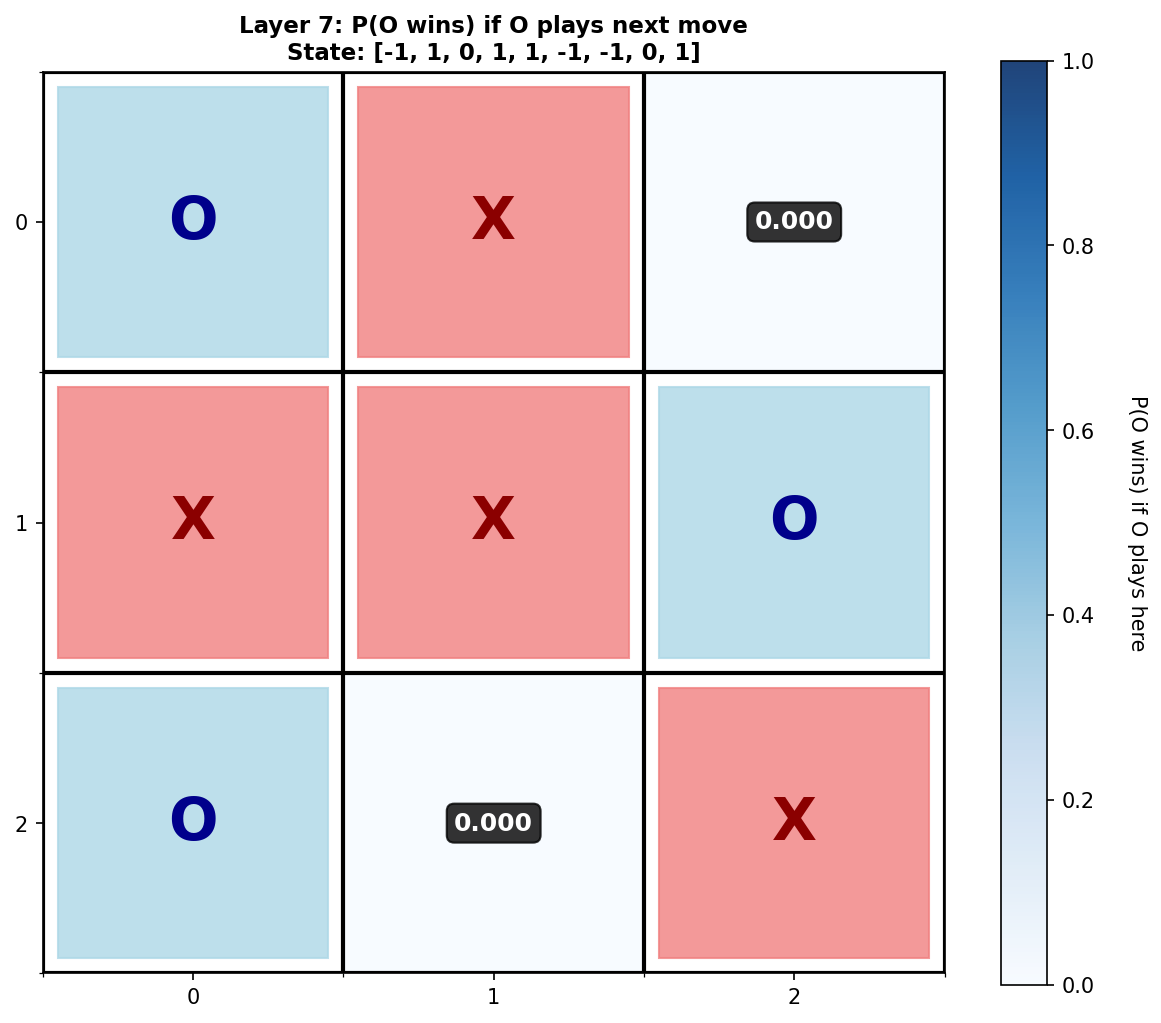 Layer 7: P(O wins) if O plays next move
State: [-1, 1, 0, 1, 1, -1, -1, 0, 1]
0
O
X
0.000
1
X
X
O
2
O
0.000
X
0
1
2
1.0
0.8
0.6
0.4
0.2
0.0
P(O wins) if O plays here